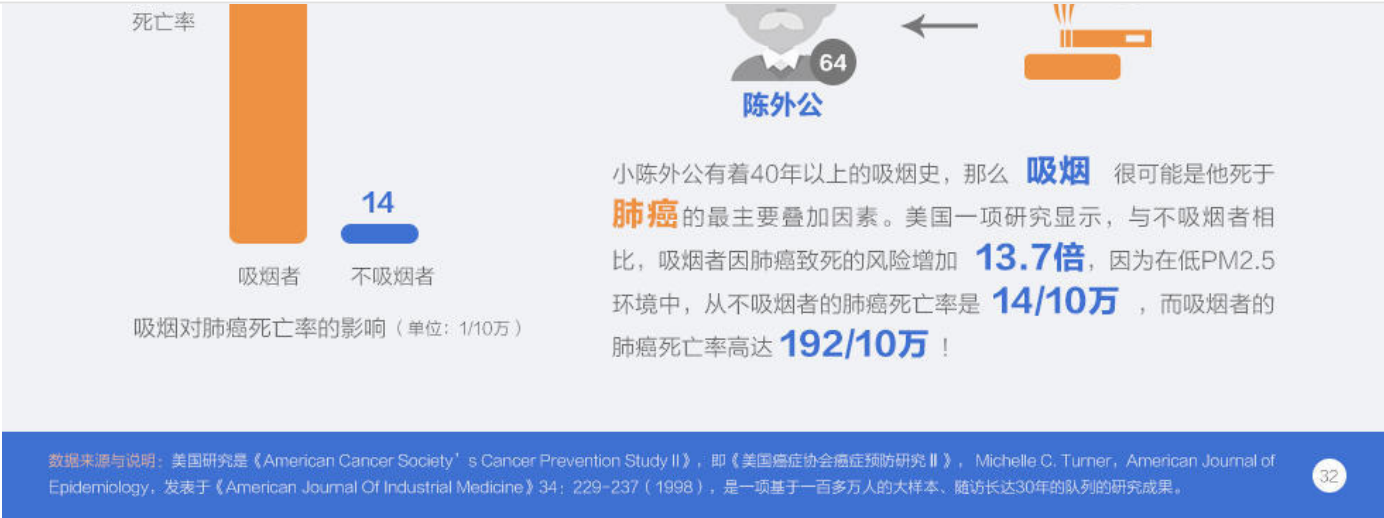 死亡率
64
陈外公
14
吸烟者
不吸烟者
吸烟对肺癌死亡率的影响（单位：1/10万）
小陈外公有着40年以上的吸烟史，那么 吸烟 很可能是他死于
肺癌的最主要叠加因素。美国一项研究显示，与不吸烟者相
比，吸烟者因肺癌致死的风险增加 13.7倍，因为在低PM2.5
环境中，从不吸烟者的肺癌死亡率是 14/10万 ，而吸烟者的
肺癌死亡率高达 192/10万 ！
数据来源与说明：美国研究是《American Cancer Society's Cancer Prevention Study II》，即《美国癌症协会癌症预防研究Ⅱ》，Michelle C. Turner，American Journal of
Epidemiology，发表于《American Journal Of Industrial Medicine》34：229-237（1998），是一项基于一百多万人的大样本、随访长达30年的队列的研究成果。
32